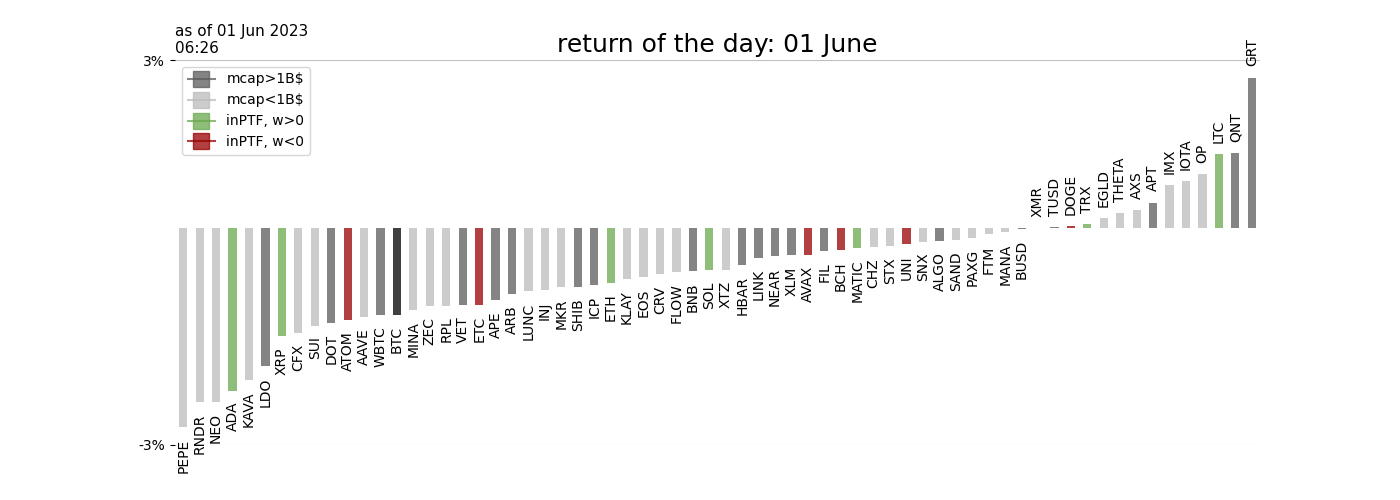 as of 01 Jun 2023
06:26
return of the day: 01 June
3%
mcap>1B$
mcap<1B$
inPTF, w>0
inPTF, w<0
-3%
PEPE
RNDR
NEO
ADA
KAVA
LDO
XRP
CFX
SUI
DOT
ATOM
AAVE
WBTC
BTC
MINA
ZEC
RPL
VET
ETC
APE
ARB
LUNC
INJ
MKR
SHIB
ICP
ETH
KLAY
EOS
CRV
FLOW
BNB
SOL
XTZ
HBAR
LINK
NEAR
XLM
AVAX
FIL
BCH
MATIC
CHZ
STX
UNI
SNX
ALGO
SAND
PAXG
FTM
MANA
BUSD
XMR
TUSD
DOGE
TRX
EGLD
THETA
AXS
APT
IMX
IOTA
OP
LTC
QNT
GRT